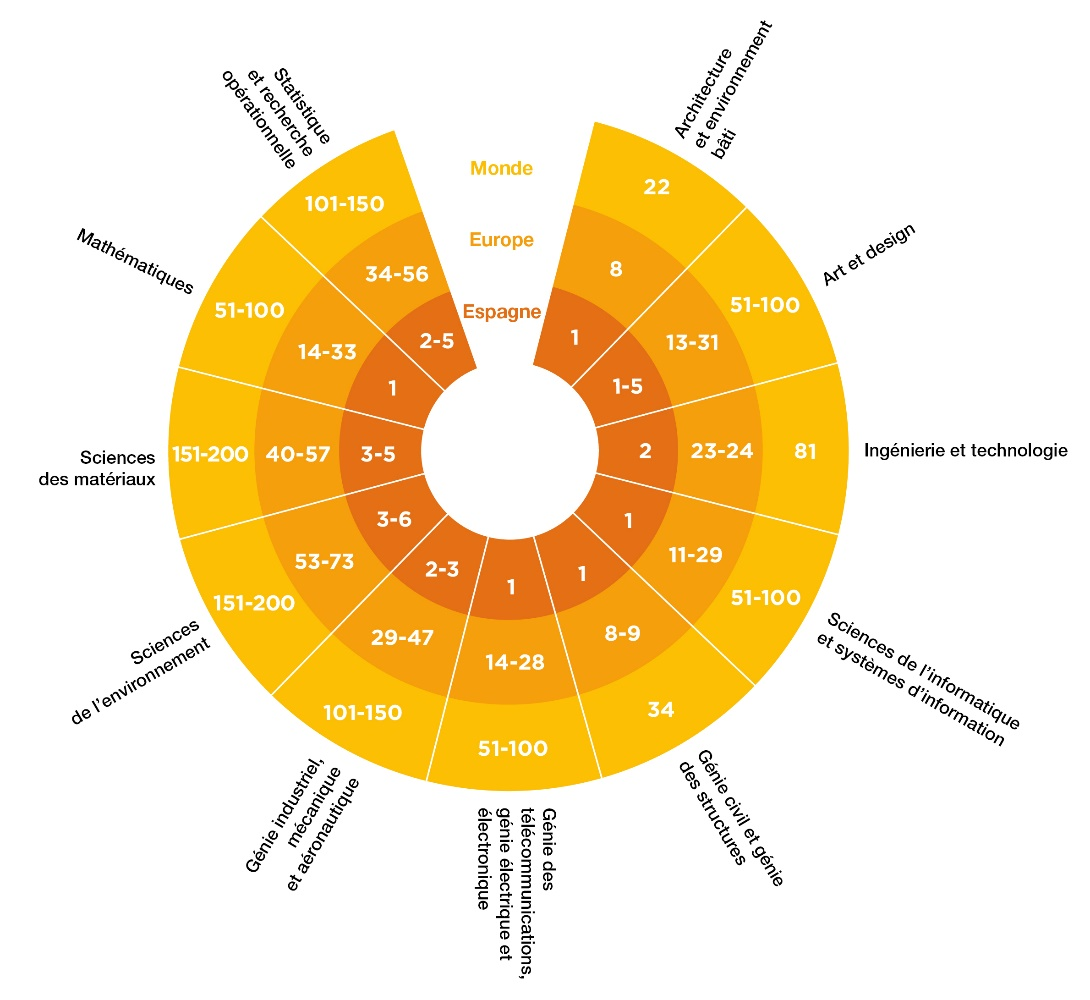 Monde
Europe
Espagne
Architecture
et environnement
bâti
22
8
1
Art et design
51-100
13-31
1-5
Ingénierie et technologie
81
23-24
2
Sciences de l'informatique
et systèmes d'information
51-100
11-29
1
Génie civil et génie
des structures
34
8-9
1
Génie des
télécommunications,
génie électrique et
électronique
51-100
14-28
1
Génie industriel,
mécanique
et aéronautique
101-150
29-47
2-3
Sciences
de l'environnement
151-200
53-73
3-6
Sciences
des matériaux
151-200
40-57
3-5
Mathématiques
51-100
14-33
1
Statistique
et recherche
opérationnelle
101-150
34-56
2-5